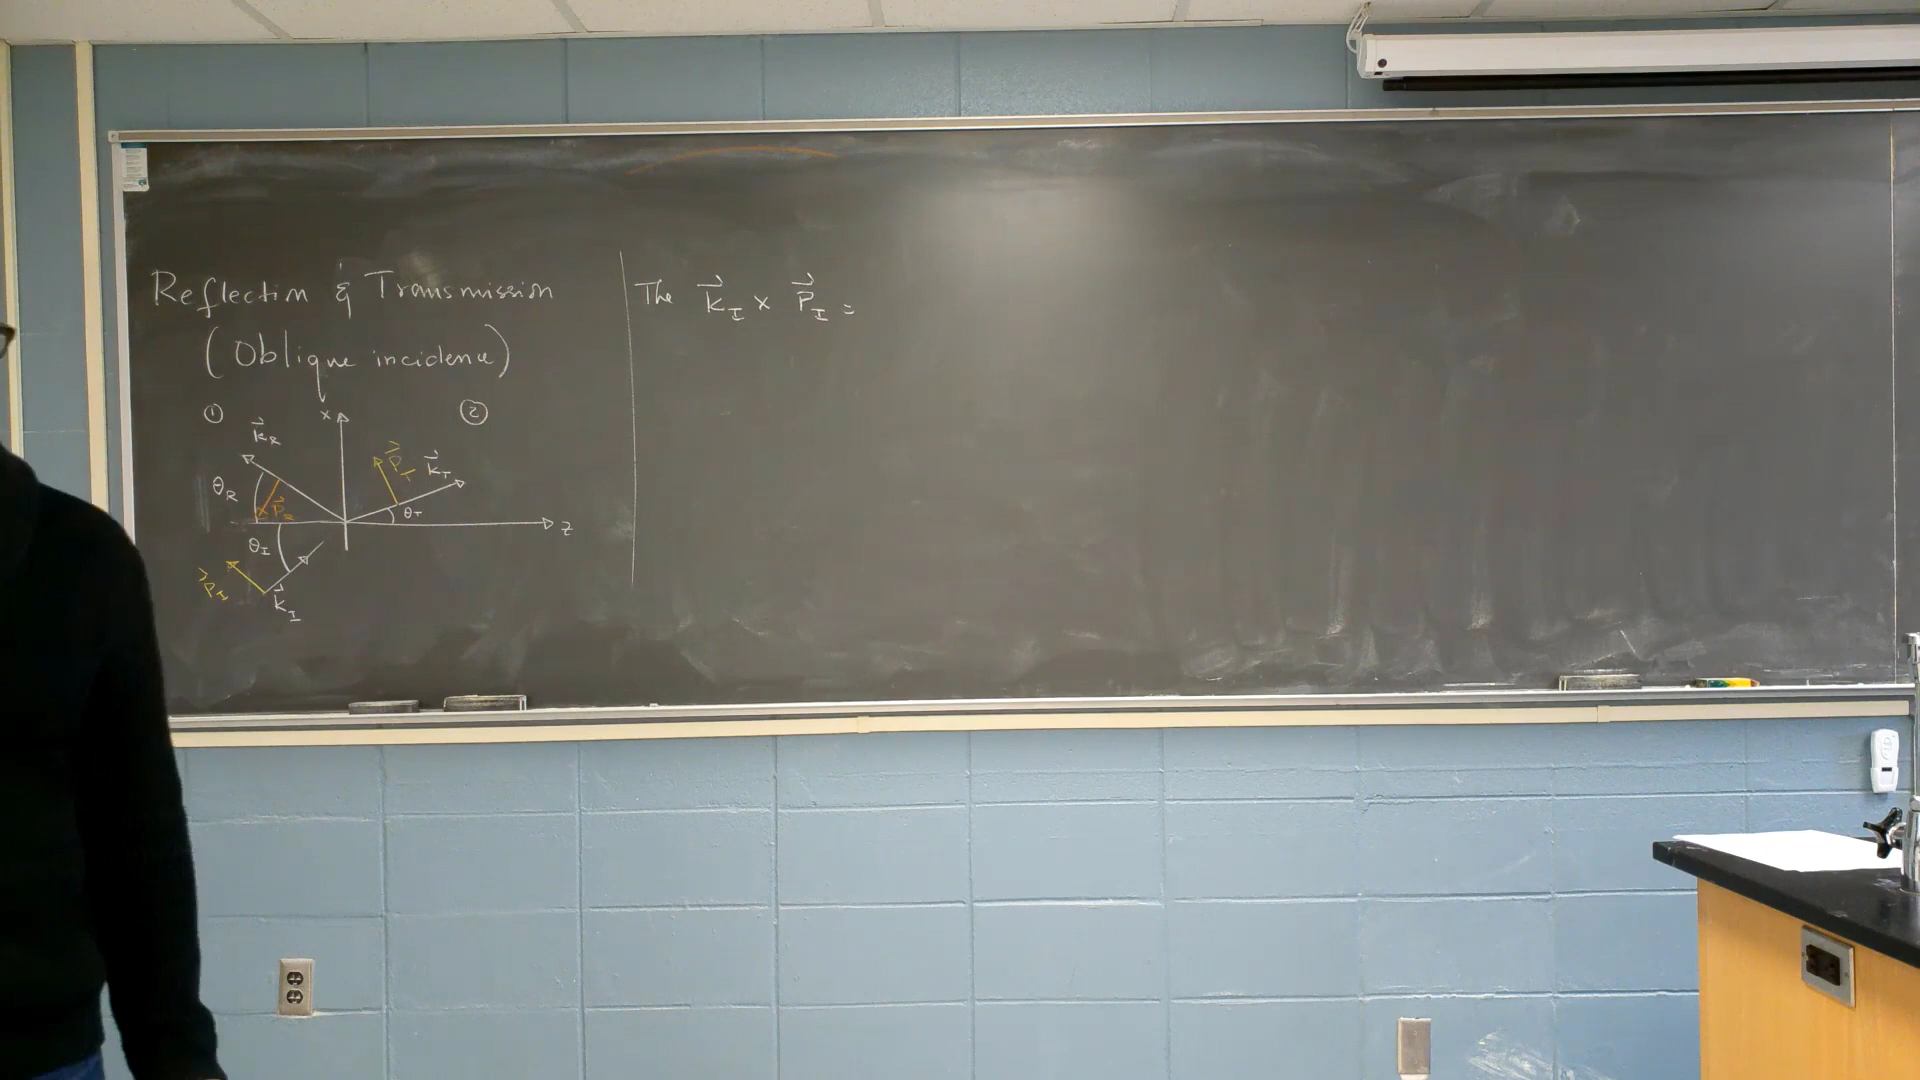 Reflection & Transmission
(Oblique incidence)
① x ②
k⃗_R
P⃗_T k⃗_T
θ_R
P⃗_R θ_T
z
θ_I
P⃗_I
k⃗_I
The k⃗_I × P⃗_I =